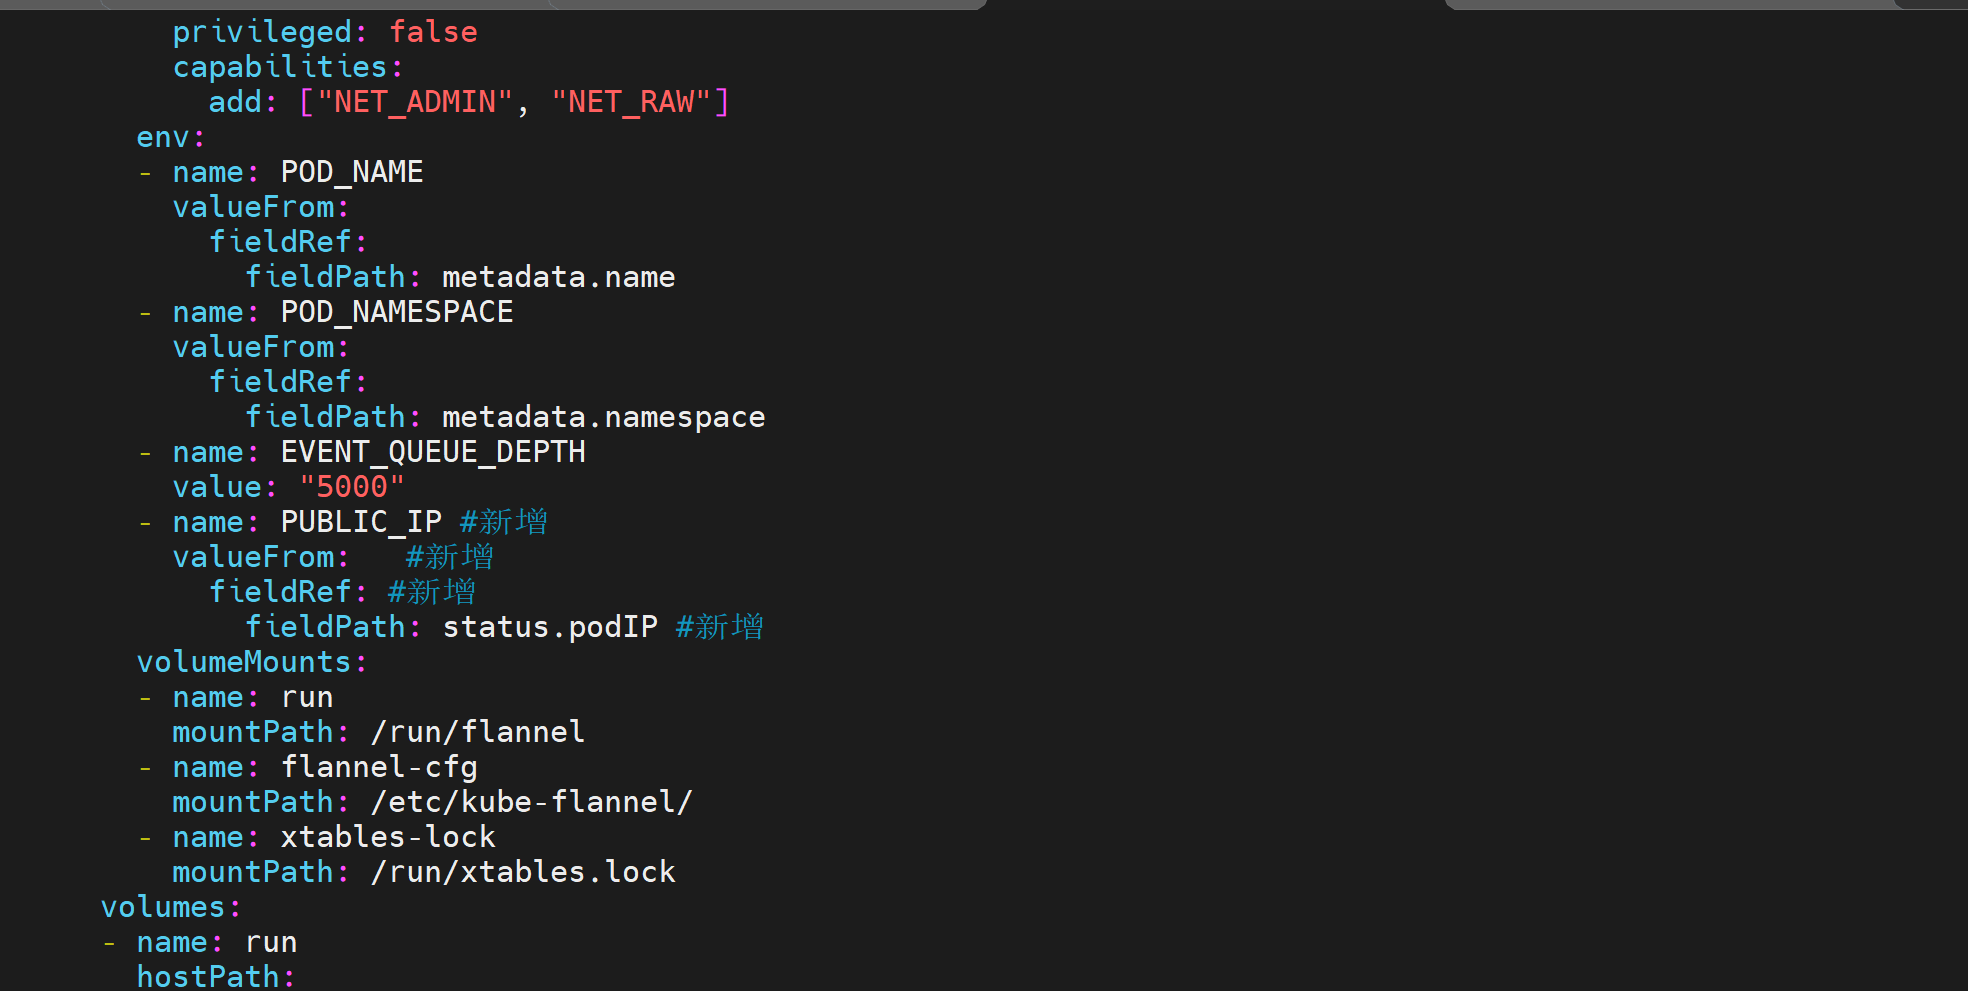 privileged: false
capabilities:
add: ["NET_ADMIN", "NET_RAW"]
env:
- name: POD_NAME
valueFrom:
fieldRef:
fieldPath: metadata.name
- name: POD_NAMESPACE
valueFrom:
fieldRef:
fieldPath: metadata.namespace
- name: EVENT_QUEUE_DEPTH
value: "5000"
- name: PUBLIC_IP #新增
valueFrom:   #新增
fieldRef: #新增
fieldPath: status.podIP #新增
volumeMounts:
- name: run
mountPath: /run/flannel
- name: flannel-cfg
mountPath: /etc/kube-flannel/
- name: xtables-lock
mountPath: /run/xtables.lock
volumes:
- name: run
hostPath: